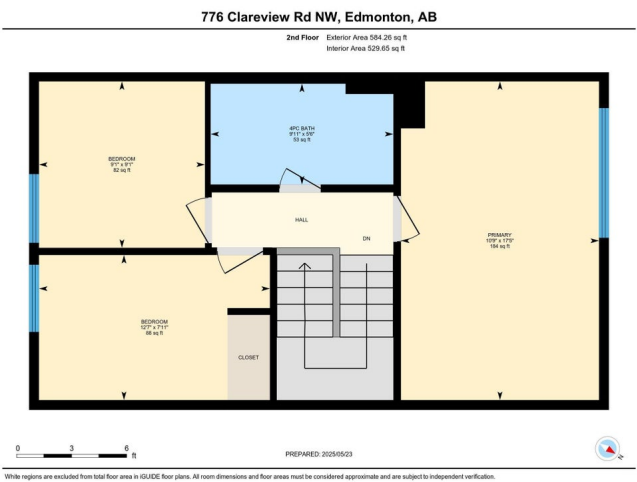 776 Clareview Rd NW, Edmonton, AB
2nd Floor Exterior Area 584.26 sq ft
Interior Area 529.65 sq ft
4PC BATH
9'11" x 5'6"
53 sq ft
BEDROOM
9'1" x 9'1"
82 sq ft
HALL
DN
PRIMARY
10'9" x 17'5"
184 sq ft
BEDROOM
12'7" x 7'11"
88 sq ft
CLOSET
0 3 6
ft
PREPARED: 2025/05/23
N
White regions are excluded from total floor area in iGUIDE floor plans. All room dimensions and floor areas must be considered approximate and are subject to independent verification.